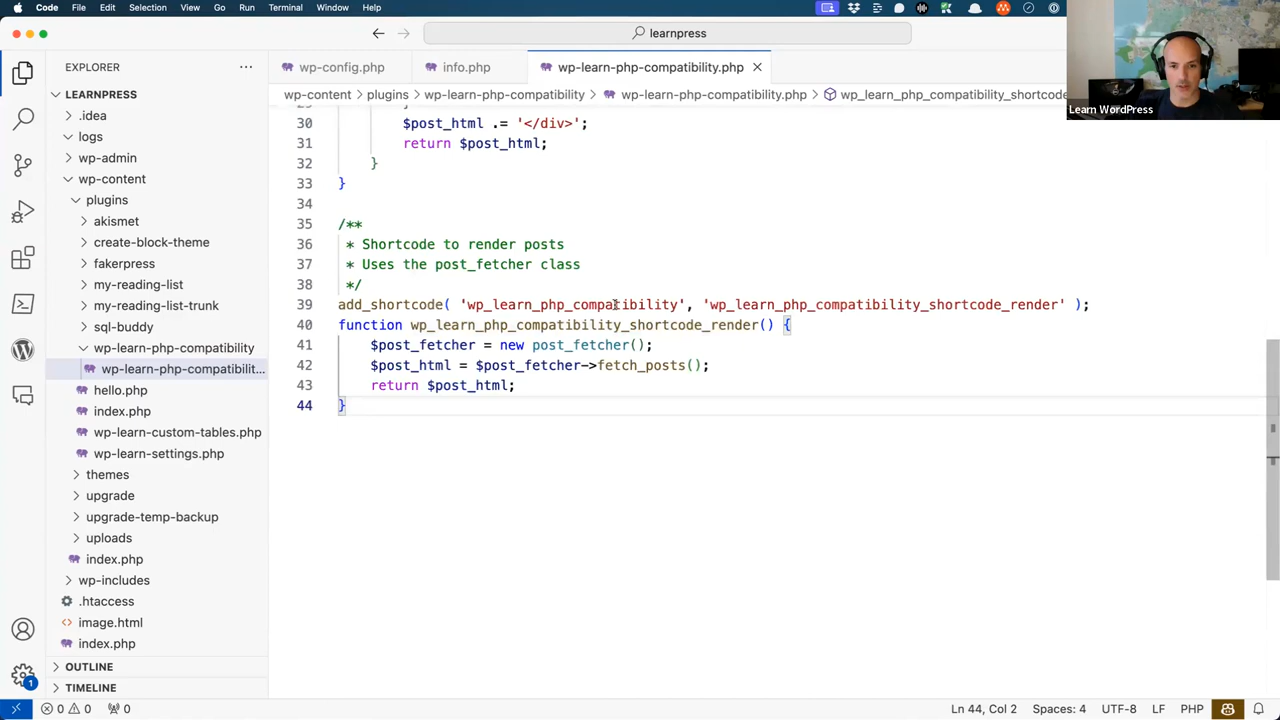 Code File Edit Selection View Go Run Terminal Window Help
learnpress
EXPLORER
wp-config.php
info.php
wp-learn-php-compatibility.php
wp-content
plugins
wp-learn-php-compatibility
wp-learn-php-compatibility.php
wp_learn_php_compatibility_shortcode
Learn WordPress
LEARNPRESS
.idea
logs
wp-admin
wp-content
plugins
akismet
create-block-theme
fakerpress
my-reading-list
my-reading-list-trunk
sql-buddy
wp-learn-php-compatibility
wp-learn-php-compatibilit...
hello.php
index.php
wp-learn-custom-tables.php
wp-learn-settings.php
themes
upgrade
upgrade-temp-backup
uploads
index.php
wp-includes
.htaccess
image.html
index.php
OUTLINE
TIMELINE
30 $post_html .= '</div>';
31 return $post_html;
32 }
33 }
34
35 /**
36 * Shortcode to render posts
37 * Uses the post_fetcher class
38 */
39 add_shortcode( 'wp_learn_php_compatibility', 'wp_learn_php_compatibility_shortcode_render' );
40 function wp_learn_php_compatibility_shortcode_render() {
41 $post_fetcher = new post_fetcher();
42 $post_html = $post_fetcher->fetch_posts();
43 return $post_html;
44 }
1
0 0 0
Ln 44, Col 2 Spaces: 4 UTF-8 LF PHP